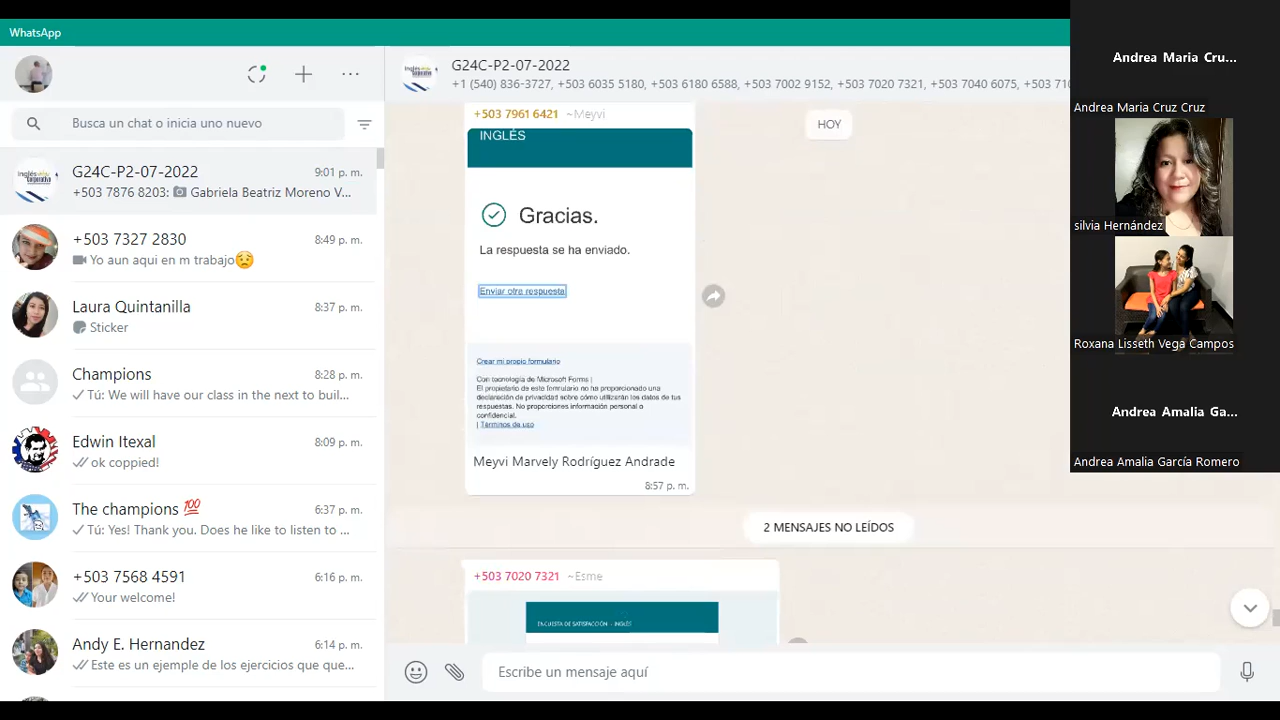 WhatsApp
Busca un chat o inicia uno nuevo
G24C-P2-07-2022
9:01 p. m.
+503 7876 8203: Gabriela Beatriz Moreno V...
+503 7327 2830
8:49 p. m.
Yo aun aqui en m trabajo😟
Laura Quintanilla
8:37 p. m.
Sticker
Champions
8:28 p. m.
Tú: We will have our class in the next to buil...
Edwin Itexal
8:09 p. m.
ok coppied!
The champions 💯
6:37 p. m.
Tú: Yes! Thank you. Does he like to listen to ...
+503 7568 4591
6:16 p. m.
Your welcome!
Andy E. Hernandez
6:14 p. m.
Este es un ejemplo de los ejercicios que que...
G24C-P2-07-2022
+1 (540) 836-3727, +503 6035 5180, +503 6180 6588, +503 7002 9152, +503 7020 7321, +503 7040 6075, +503 710
+503 7961 6421 ~Meyvi
HOY
INGLÉS
Gracias.
La respuesta se ha enviado.
Enviar otra respuesta
Crear mi propio formulario
Con tecnología de Microsoft Forms |
El propietario de este formulario no ha proporcionado una
declaración de privacidad sobre cómo utilizarán los datos de tus
respuestas. No proporciones información personal o
confidencial.
| Términos de uso
Meyvi Marvely Rodríguez Andrade
8:57 p. m.
2 MENSAJES NO LEÍDOS
+503 7020 7321 ~Esme
ENCUESTA DE SATISFACCIÓN - INGLÉS
Escribe un mensaje aquí
Andrea Maria Cru...
Andrea Maria Cruz Cruz
silvia Hernández
Roxana Lisseth Vega Campos
Andrea Amalia Ga...
Andrea Amalia García Romero